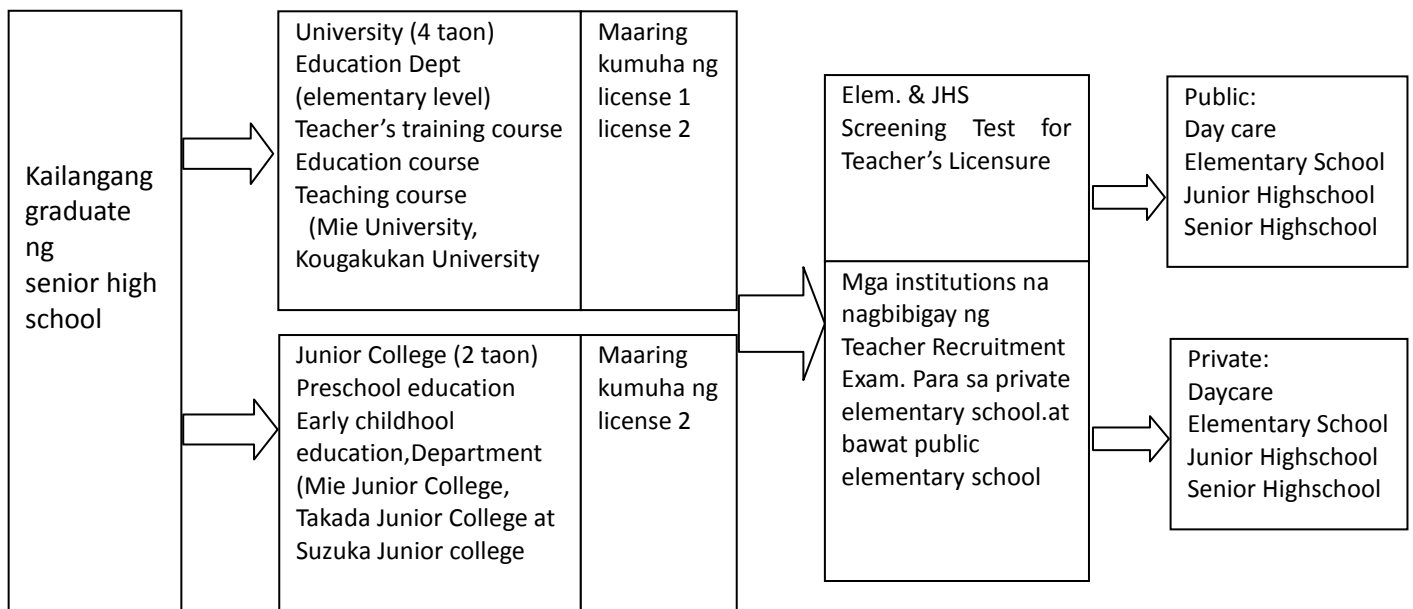 Kailangang
graduate
ng
senior high
school
University (4 taon)
Education Dept
(elementary level)
Teacher’s training course
Education course
Teaching course
(Mie University,
Kougakukan University
Maaring
kumuha ng
license 1
license 2
Junior College (2 taon)
Preschool education
Early childhool
education,Department
(Mie Junior College,
Takada Junior College at
Suzuka Junior college
Maaring
kumuha ng
license 2
Elem. & JHS
Screening Test for
Teacher’s Licensure
Mga institutions na
nagbibigay ng
Teacher Recruitment
Exam. Para sa private
elementary school.at
bawat public
elementary school
Public:
Day care
Elementary School
Junior Highschool
Senior Highschool
Private:
Daycare
Elementary School
Junior Highschool
Senior Highschool